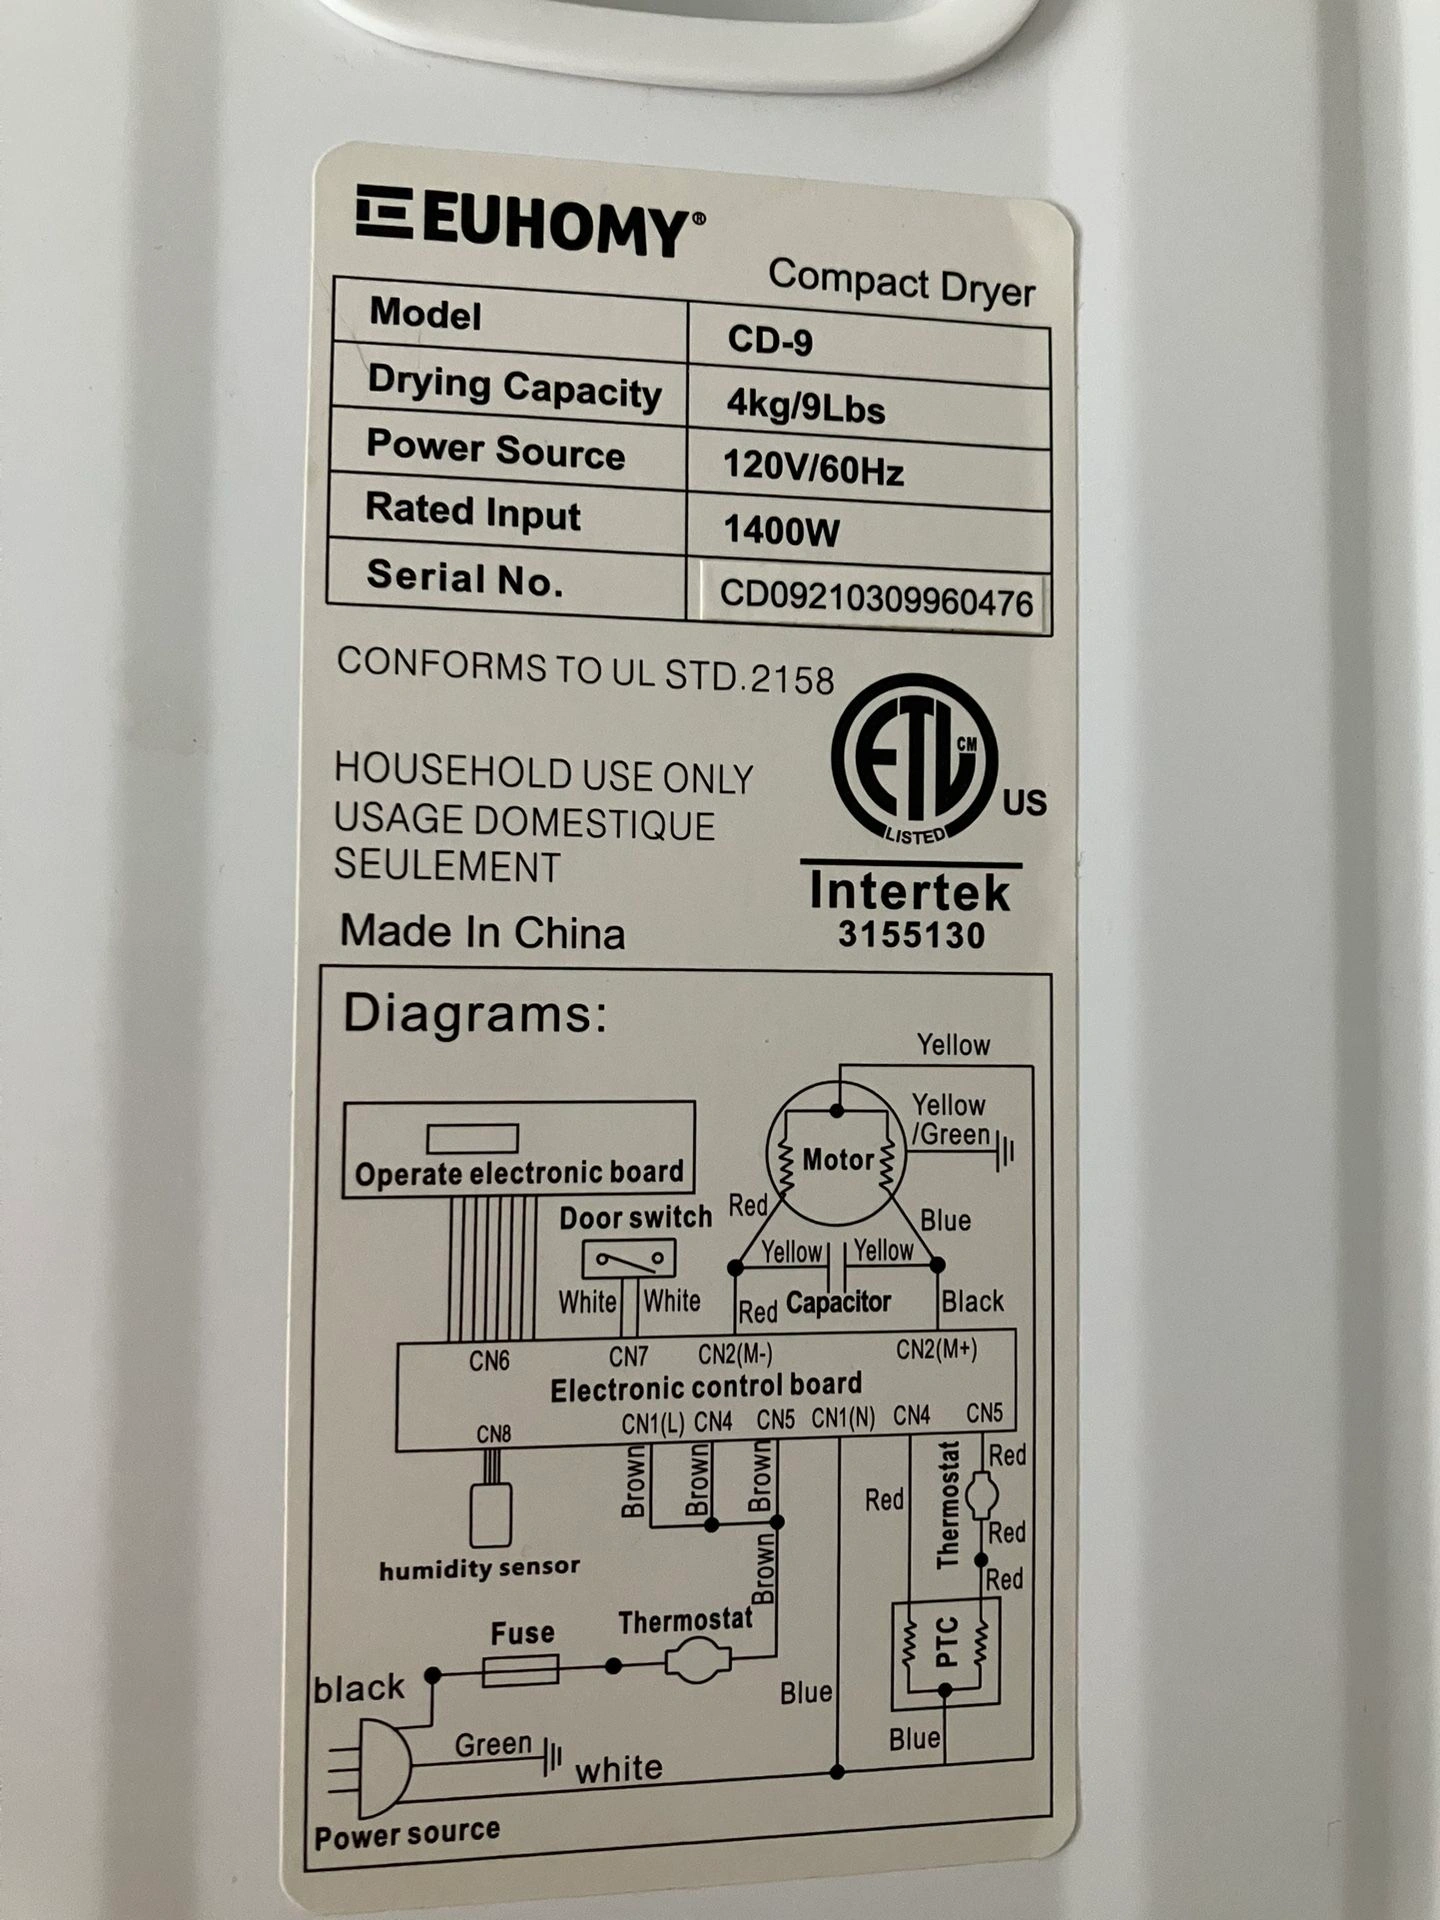 EUHOMY®
Compact Dryer
Model CD-9
Drying Capacity 4kg/9Lbs
Power Source 120V/60Hz
Rated Input 1400W
Serial No. CD09210309960476
CONFORMS TO UL STD.2158
ETL CM
LISTED
US
HOUSEHOLD USE ONLY
USAGE DOMESTIQUE
SEULEMENT
Intertek
3155130
Made In China
Diagrams:
Yellow
Yellow
/Green
Motor
Operate electronic board
Door switch
Red
Blue
Yellow Yellow
White White
Red Capacitor Black
CN6 CN7 CN2(M-) CN2(M+)
Electronic control board
CN8 CN1(L) CN4 CN5 CN1(N) CN4 CN5
Brown Brown Brown
Red
Thermostat
Red
Red
Red
humidity sensor
Brown
Fuse
Thermostat
PTC
black
Blue
Blue
Green
white
Power source